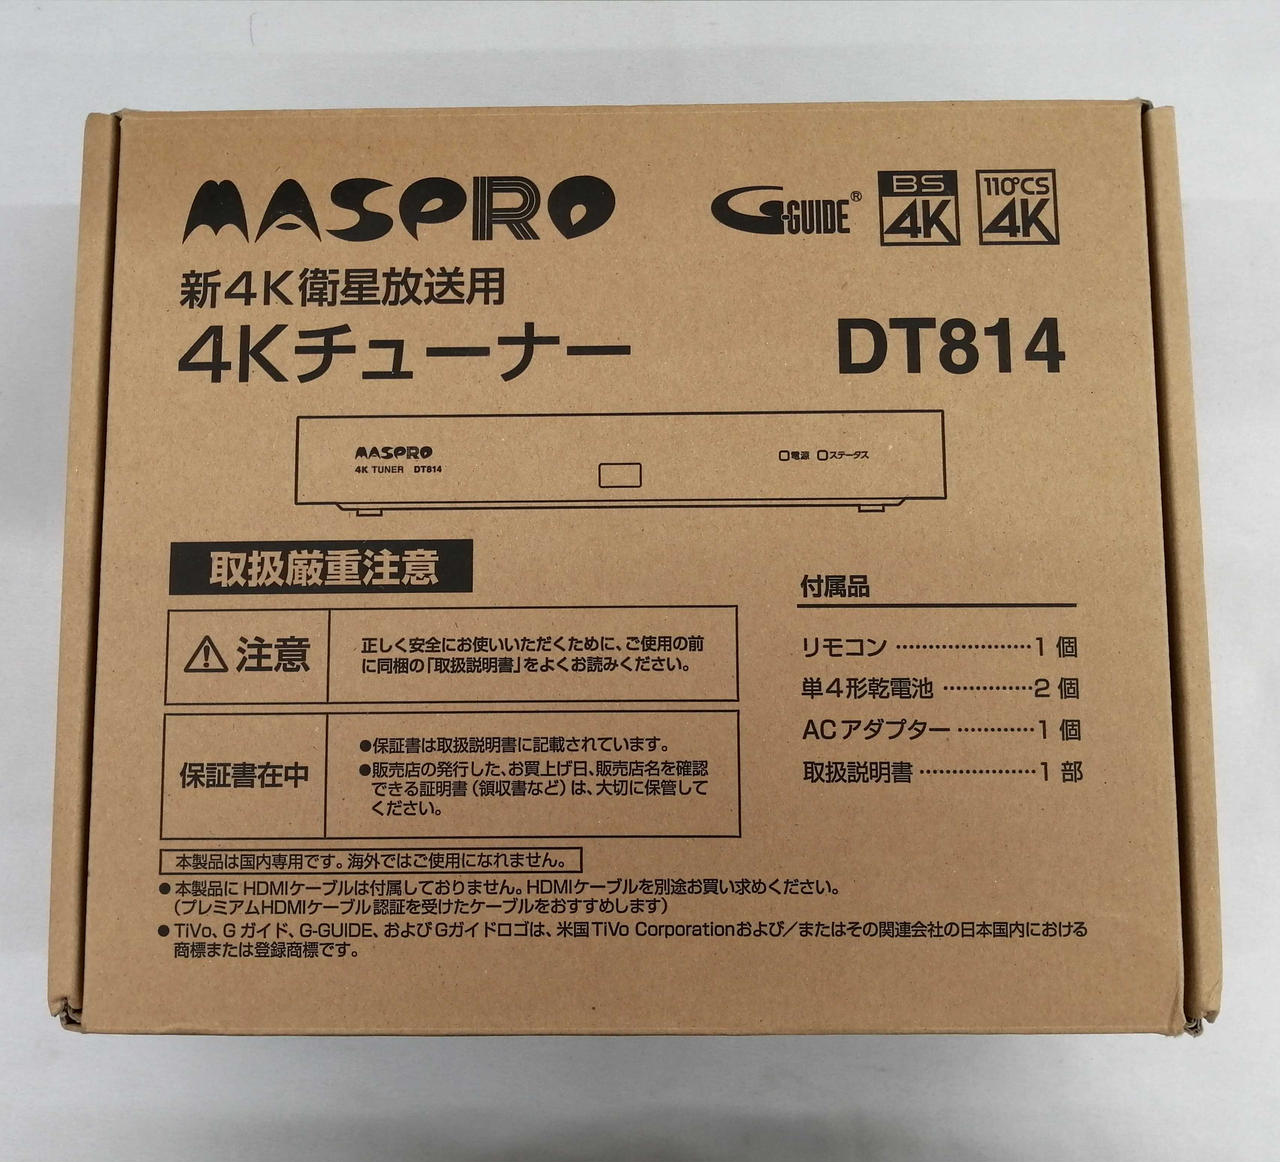 MASPRO
G-GUIDE®
BS
4K
110°CS
4K
新4K衛星放送用
4Kチューナー
DT814
MASPRO
4K TUNER DT814
電源 ステータス
取扱厳重注意
注意
正しく安全にお使いいただくために、ご使用の前
に同梱の「取扱説明書」をよくお読みください。
保証書在中
●保証書は取扱説明書に記載されています。
●販売店の発行した、お買上げ日、販売店名を確認
できる証明書(領収書など)は、大切に保管して
ください。
付属品
リモコン…………………1個
単4形乾電池……………2個
ACアダプター…………1個
取扱説明書………………1部
本製品は国内専用です。海外ではご使用になれません。
●本製品にHDMIケーブルは付属しておりません。HDMIケーブルを別途お買い求めください。
(プレミアムHDMIケーブル認証を受けたケーブルをおすすめします)
●TiVo、Gガイド、G-GUIDE、およびGガイドロゴは、米国TiVo Corporationおよび/またはその関連会社の日本国内における
商標または登録商標です。